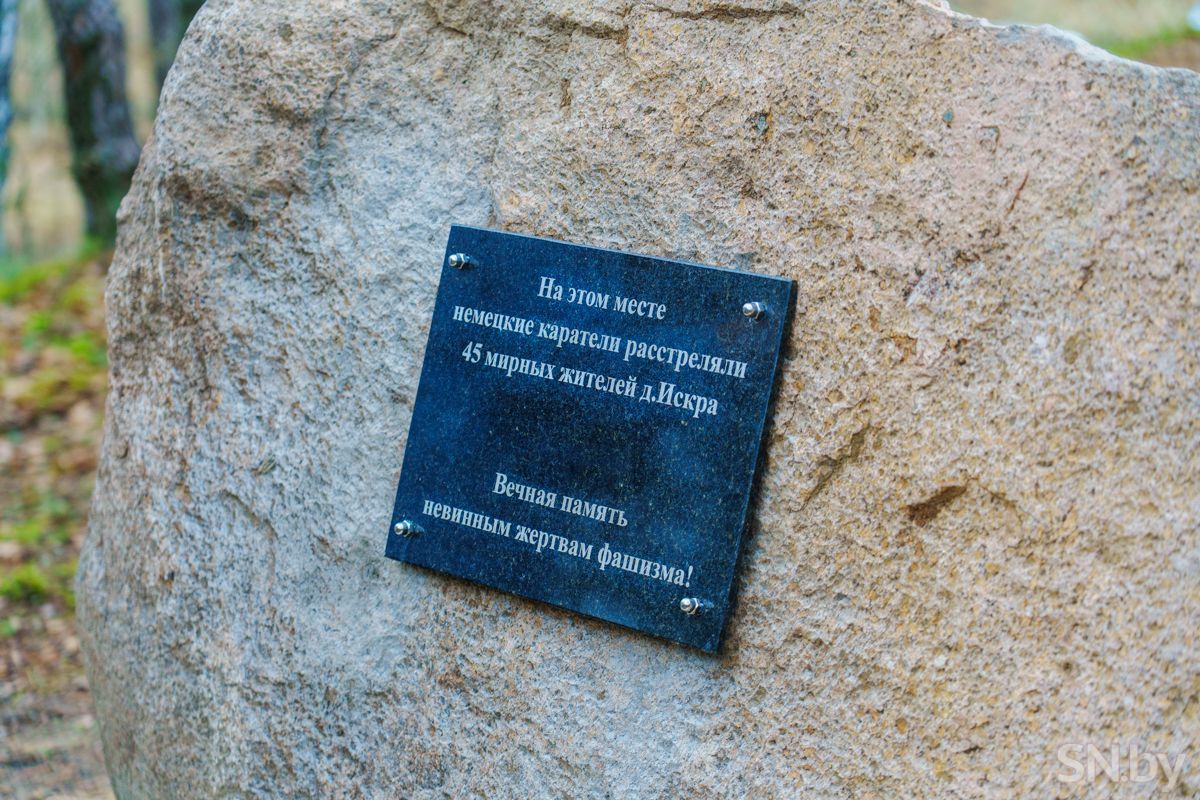 На этом месте
немецкие каратели расстреляли
45 мирных жителей д.Искра
Вечная память
невинным жертвам фашизма!
SN.by